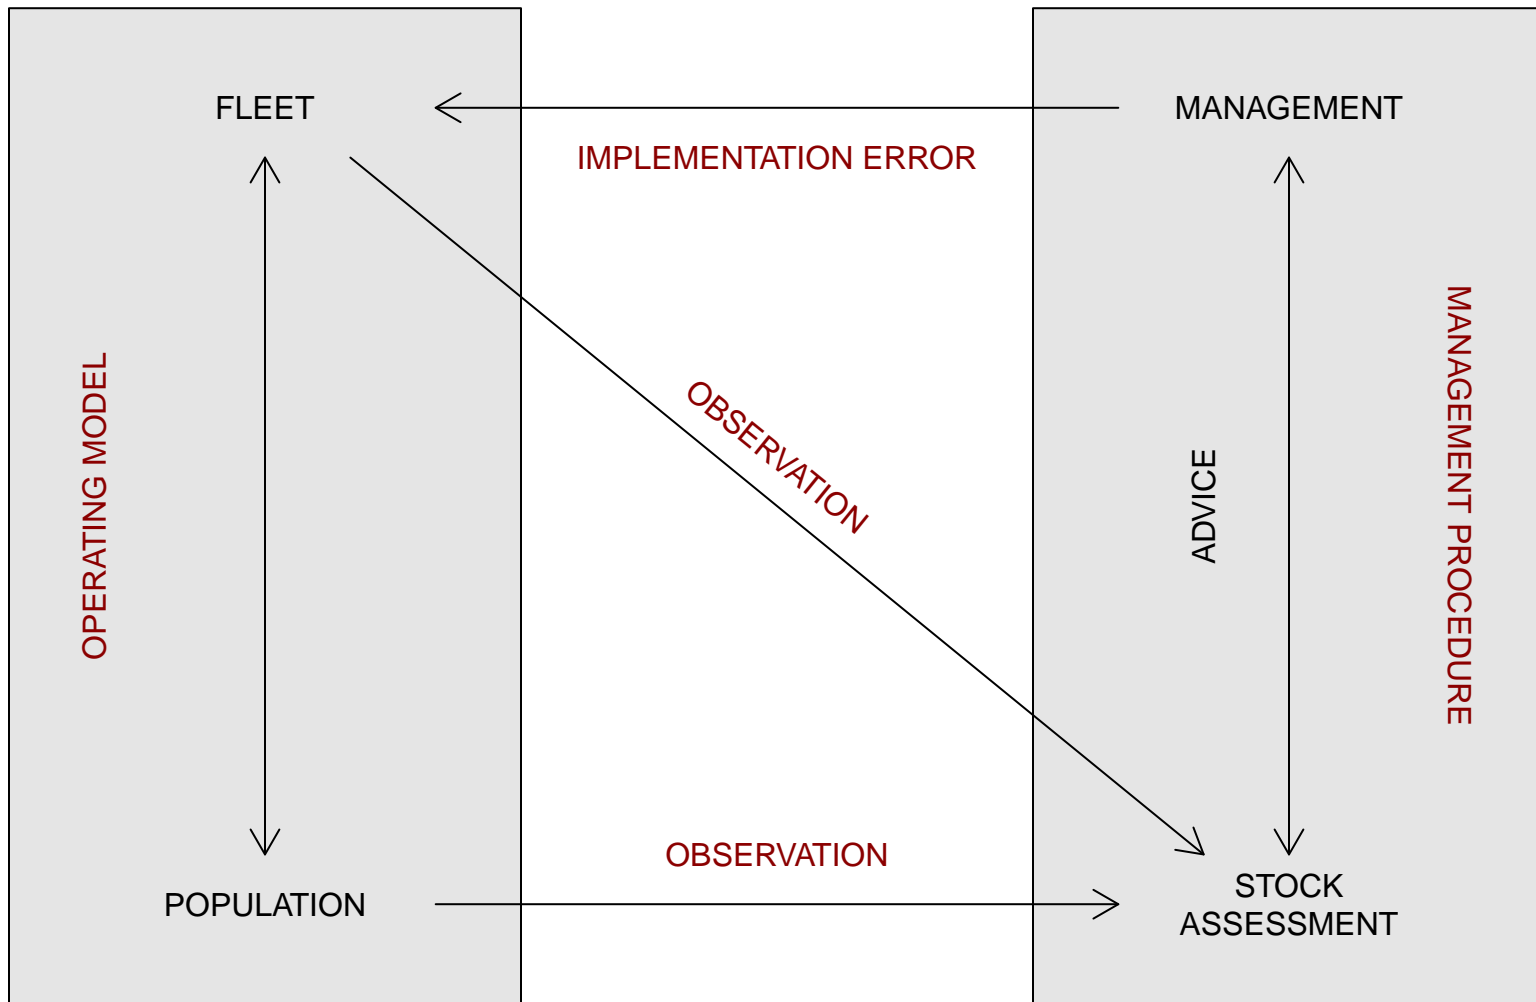 FLEET
MANAGEMENT
IMPLEMENTATION ERROR
OPERATING MODEL
OBSERVATION
ADVICE
MANAGEMENT PROCEDURE
OBSERVATION
POPULATION
STOCK
ASSESSMENT